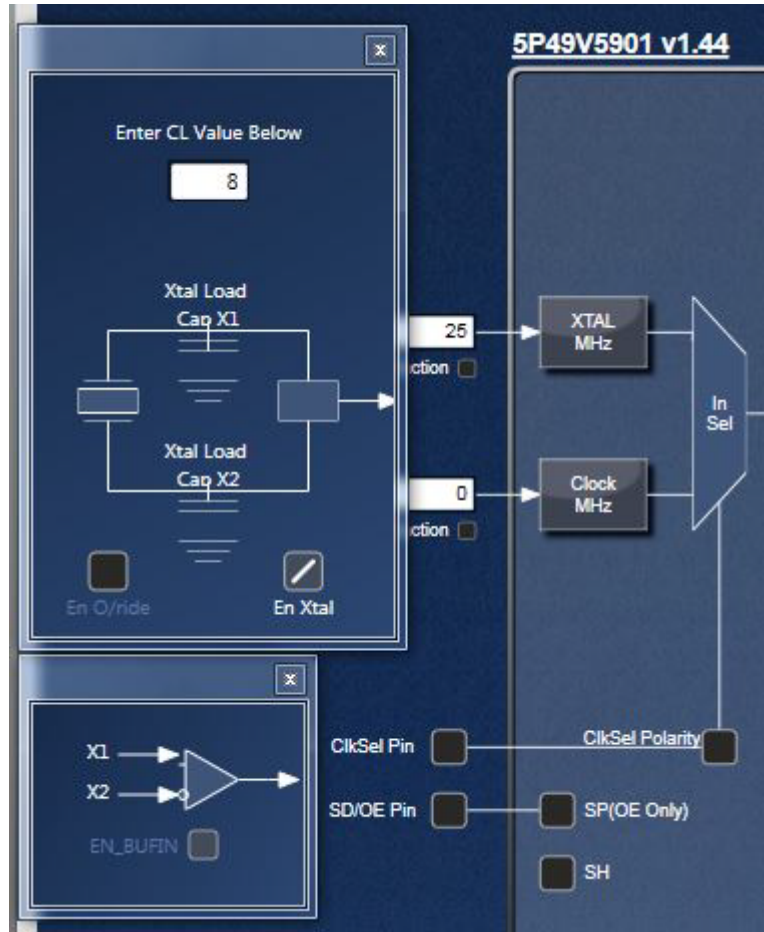 5P49V5901 v1.44
x
Enter CL Value Below
8
Xtal Load
Cap X1
25
XTAL
MHz
ction
In
Sel
Xtal Load
Cap X2
0
Clock
MHz
ction
En O/ride
En Xtal
x
X1
X2
EN_BUFIN
ClkSel Pin
ClkSel Polarity
SD/OE Pin
SP(OE Only)
SH